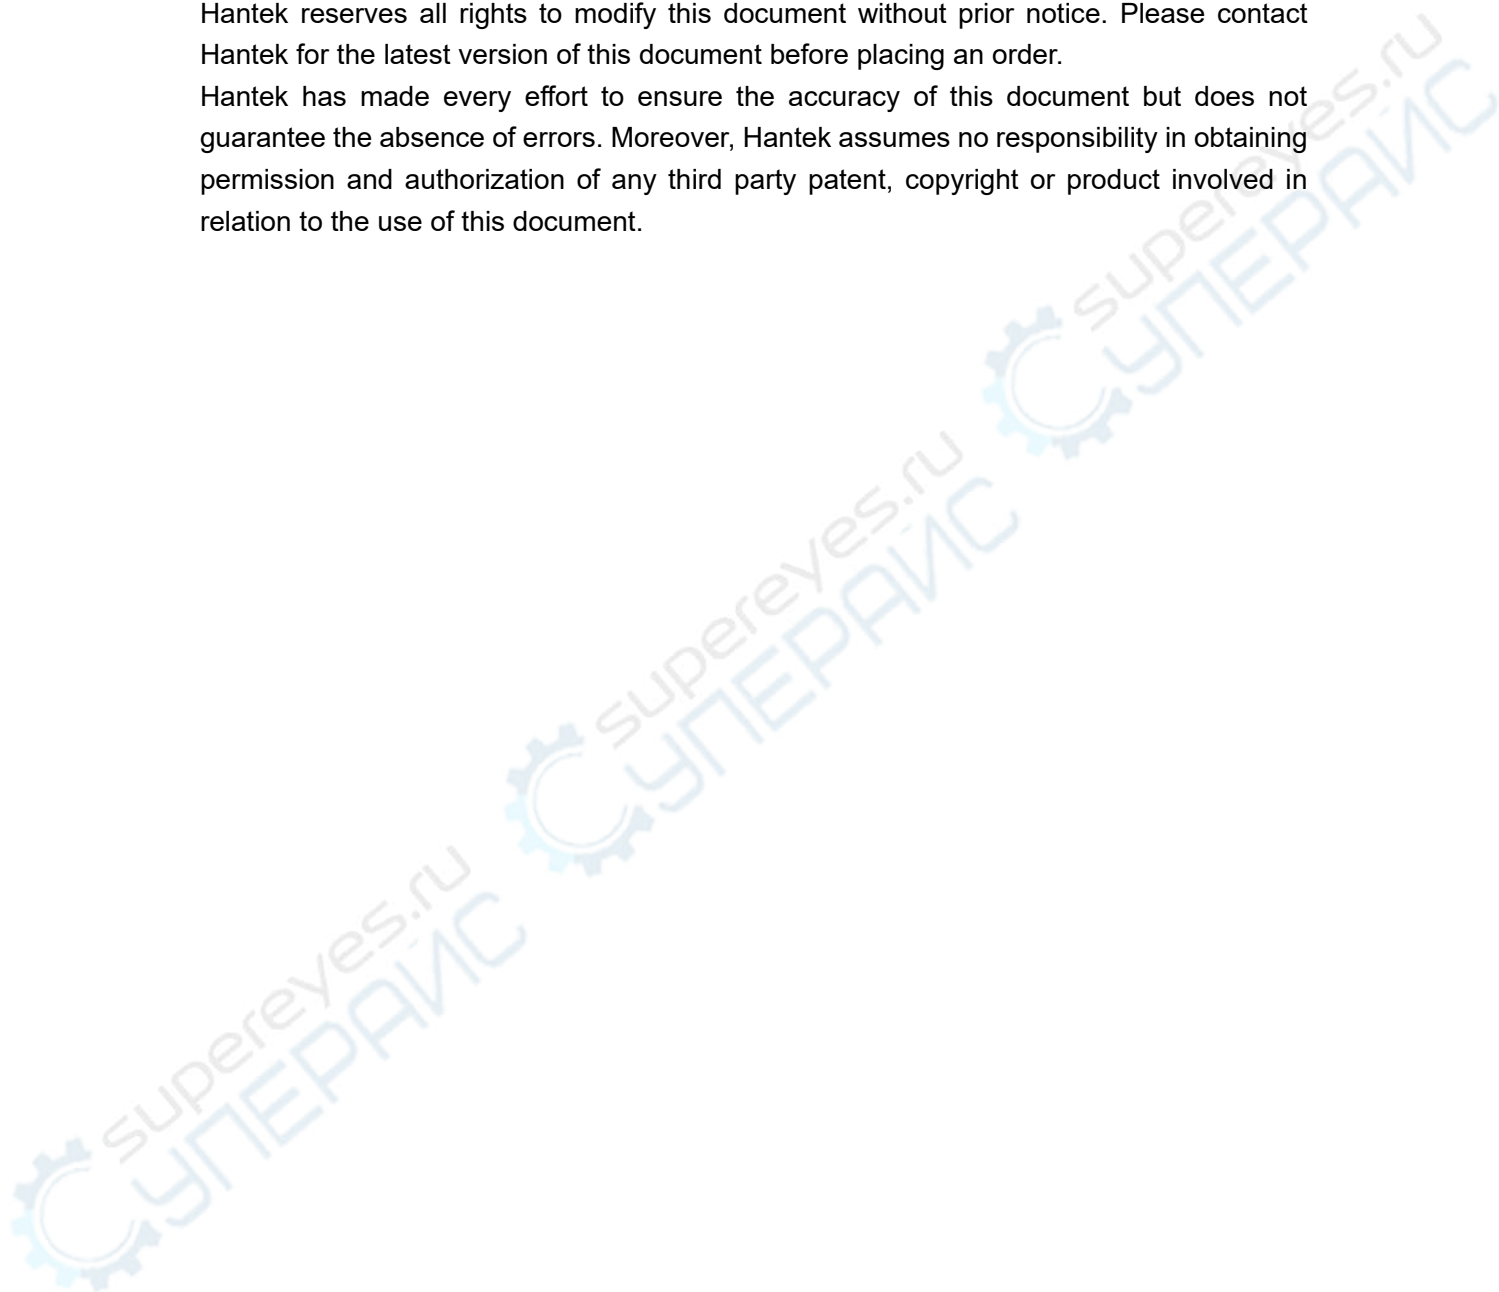 Hantek reserves all rights to modify this document without prior notice. Please contact
Hantek for the latest version of this document before placing an order.
Hantek has made every effort to ensure the accuracy of this document but does not
guarantee the absence of errors. Moreover, Hantek assumes no responsibility in obtaining
permission and authorization of any third party patent, copyright or product involved in
relation to the use of this document.
supereyes.ru
СУПЕРАЙС
supereyes.ru
СУПЕРАЙС
supereyes.ru
СУПЕРАЙС